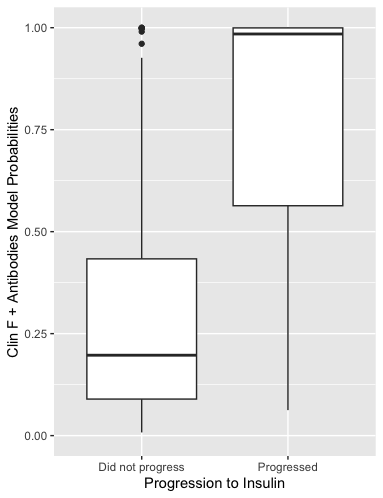 Clin F + Antibodies Model Probabilities
1.00
0.75
0.50
0.25
0.00
Did not progress Progressed
Progression to Insulin